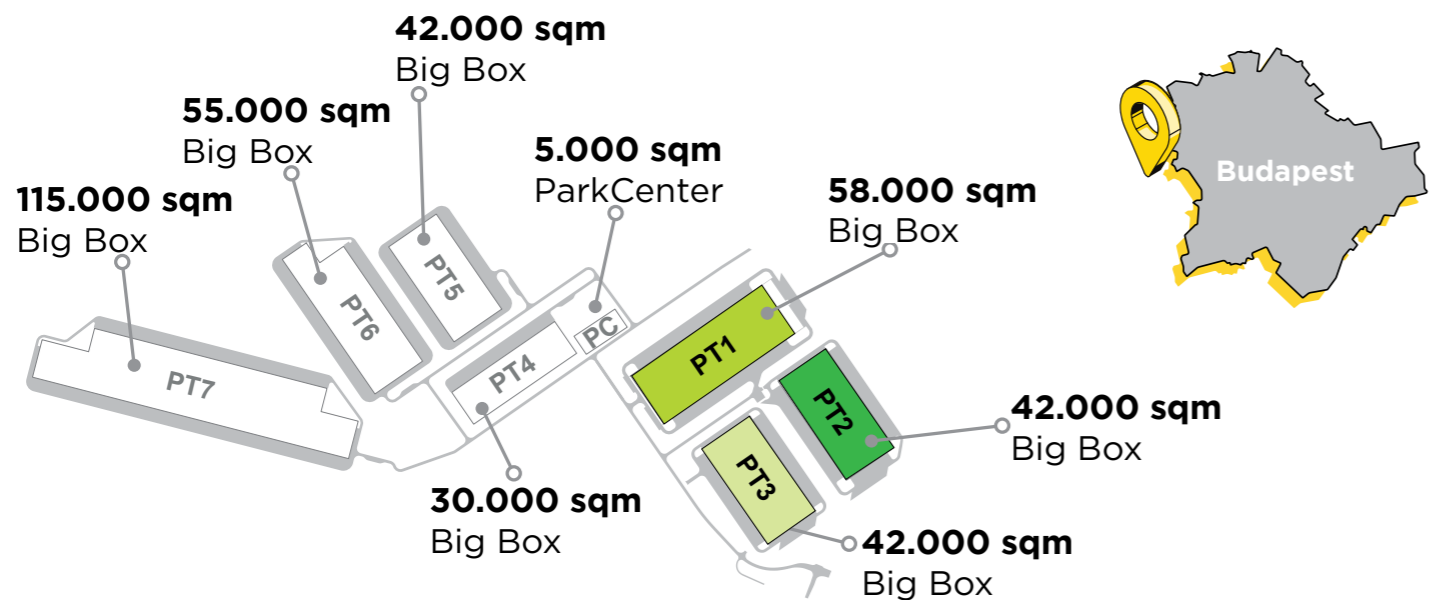 42.000 sqm
Big Box
55.000 sqm
Big Box
5.000 sqm
ParkCenter
58.000 sqm
Big Box
115.000 sqm
Big Box
Budapest
PT5
PT6
PC
PT4
PT7
PT1
PT2
PT3
42.000 sqm
Big Box
30.000 sqm
Big Box
42.000 sqm
Big Box